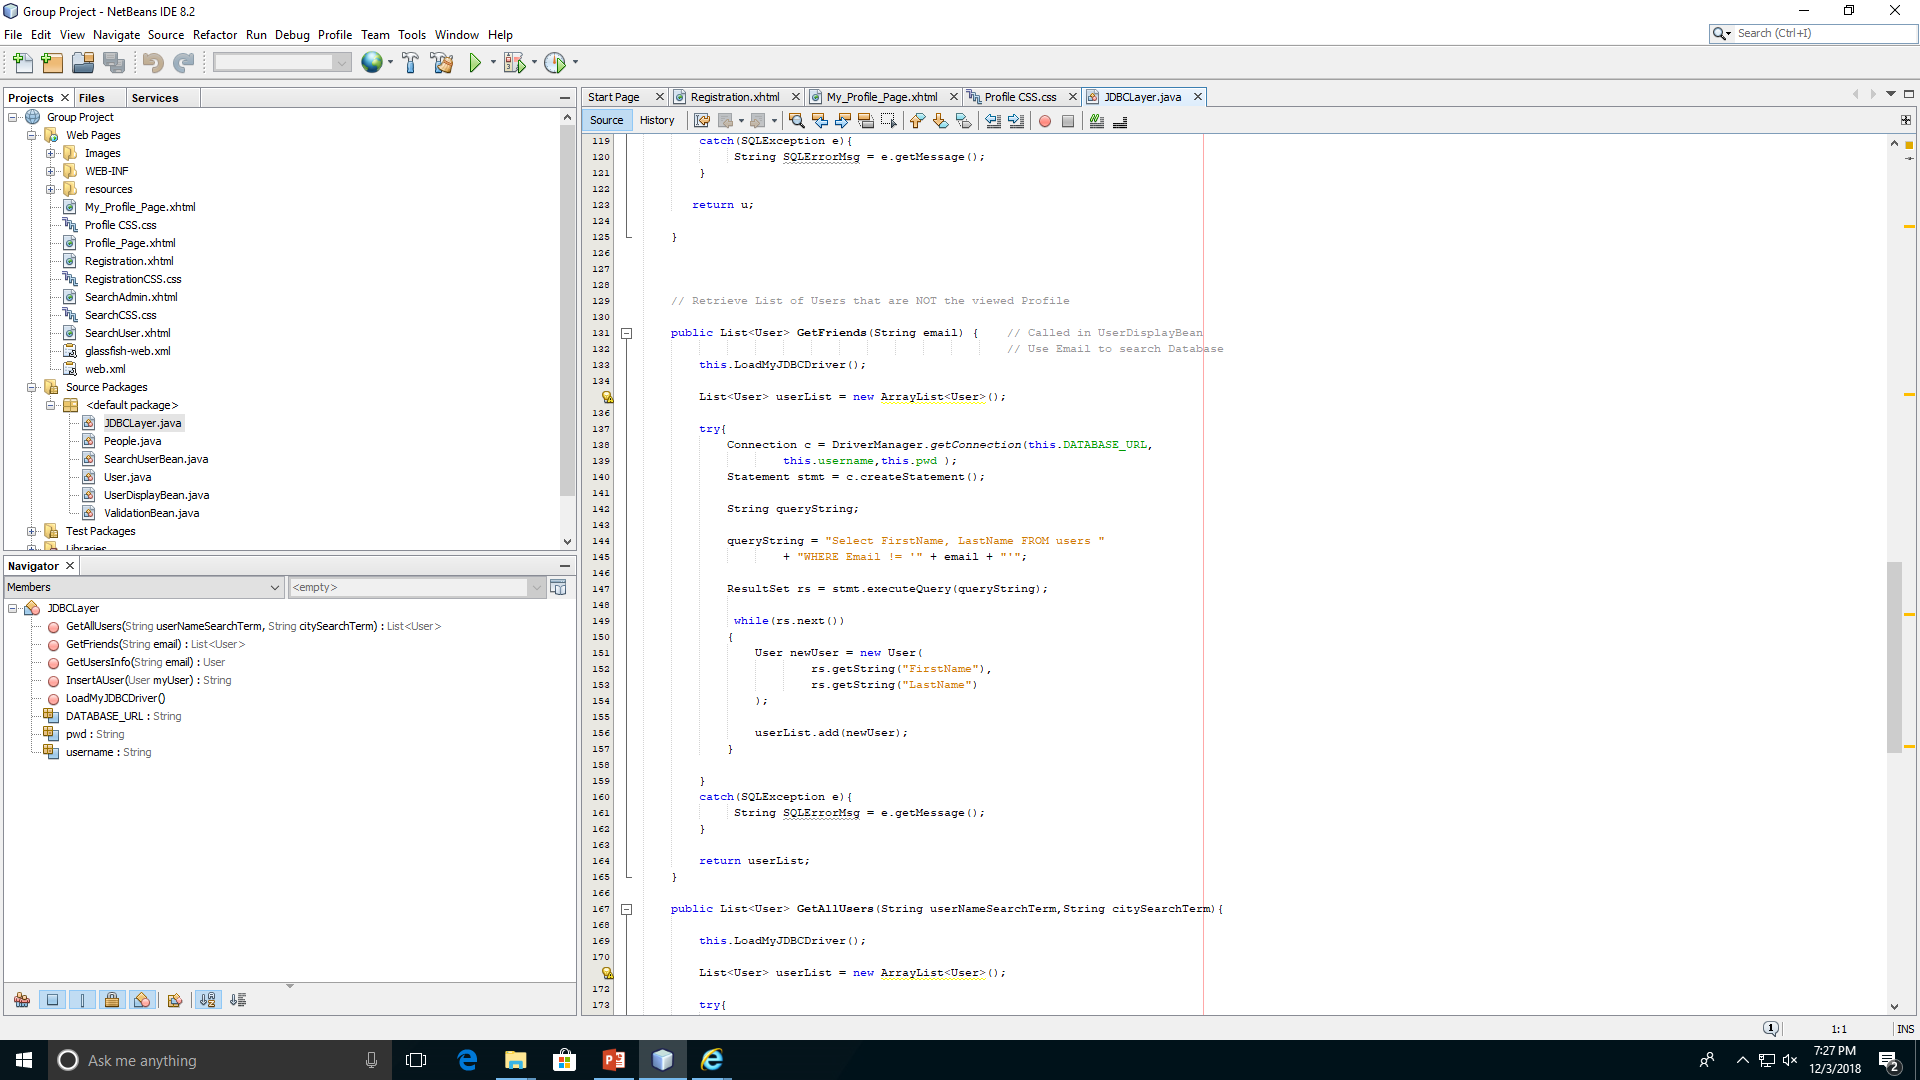 Group Project - NetBeans IDE 8.2
File Edit View Navigate Source Refactor Run Debug Profile Team Tools Window Help
Search (Ctrl+I)
Projects Files Services
Group Project
Web Pages
Images
WEB-INF
resources
My_Profile_Page.xhtml
Profile CSS.css
Profile_Page.xhtml
Registration.xhtml
RegistrationCSS.css
SearchAdmin.xhtml
SearchCSS.css
SearchUser.xhtml
glassfish-web.xml
web.xml
Source Packages
<default package>
JDBCLayer.java
People.java
SearchUserBean.java
User.java
UserDisplayBean.java
ValidationBean.java
Test Packages
Libraries
Navigator
Members <empty>
JDBCLayer
GetAllUsers(String userNameSearchTerm, String citySearchTerm) : List<User>
GetFriends(String email) : List<User>
GetUsersInfo(String email) : User
InsertAUser(User myUser) : String
LoadMyJDBCDriver()
DATABASE_URL : String
pwd : String
username : String
Start Page Registration.xhtml My_Profile_Page.xhtml Profile CSS.css JDBCLayer.java
Source History
119 catch(SQLException e){
120 String SQLErrorMsg = e.getMessage();
121 }
122
123 return u;
124
125 }
126
127
128
129 // Retrieve List of Users that are NOT the viewed Profile
130
131 public List<User> GetFriends(String email) { // Called in UserDisplayBean
132 // Use Email to search Database
133 this.LoadMyJDBCDriver();
134
List<User> userList = new ArrayList<User>();
136
137 try{
138 Connection c = DriverManager.getConnection(this.DATABASE_URL,
139 this.username,this.pwd );
140 Statement stmt = c.createStatement();
141
142 String queryString;
143
144 queryString = "Select FirstName, LastName FROM users "
145 + "WHERE Email != '" + email + "'";
146
147 ResultSet rs = stmt.executeQuery(queryString);
148
149 while(rs.next())
150 {
151 User newUser = new User(
152 rs.getString("FirstName"),
153 rs.getString("LastName")
154 );
155
156 userList.add(newUser);
157 }
158
159 }
160 catch(SQLException e){
161 String SQLErrorMsg = e.getMessage();
162 }
163
164 return userList;
165 }
166
167 public List<User> GetAllUsers(String userNameSearchTerm,String citySearchTerm){
168
169 this.LoadMyJDBCDriver();
170
List<User> userList = new ArrayList<User>();
172
173 try{
1 1:1 INS
Ask me anything
7:27 PM
12/3/2018
2